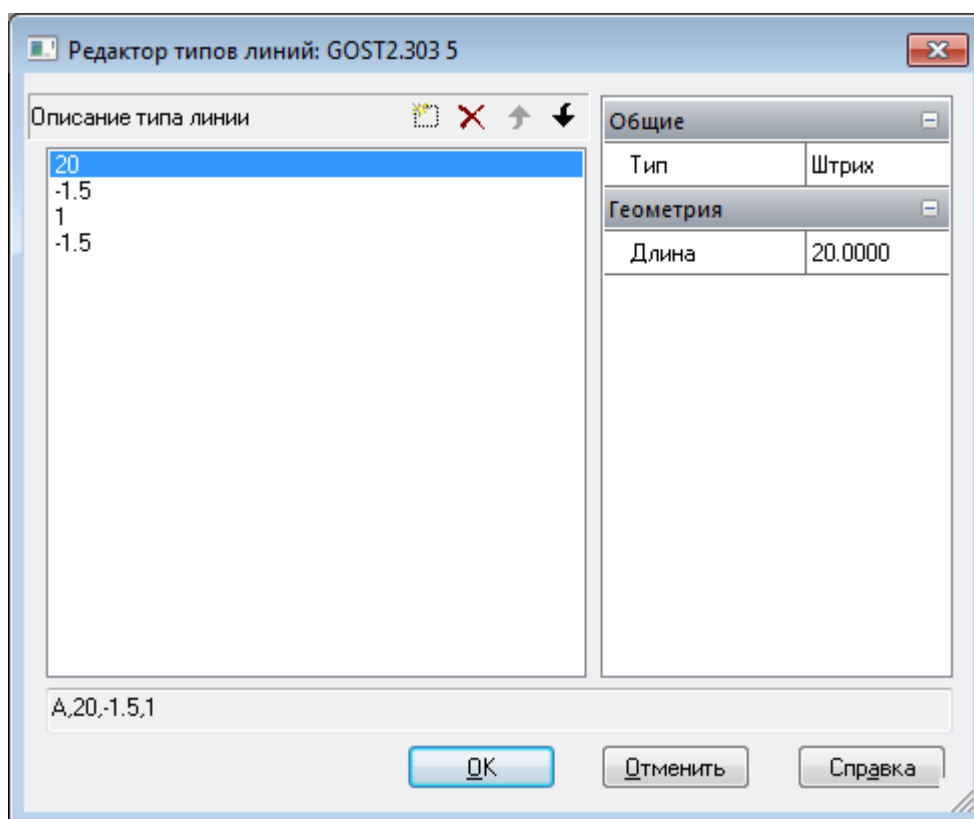 Редактор типов линий: GOST2.303 5
Описание типа линии
20
-1.5
1
-1.5
Общие
Тип Штрих
Геометрия
Длина 20.0000
A,20,-1.5,1
OK Отменить Справка